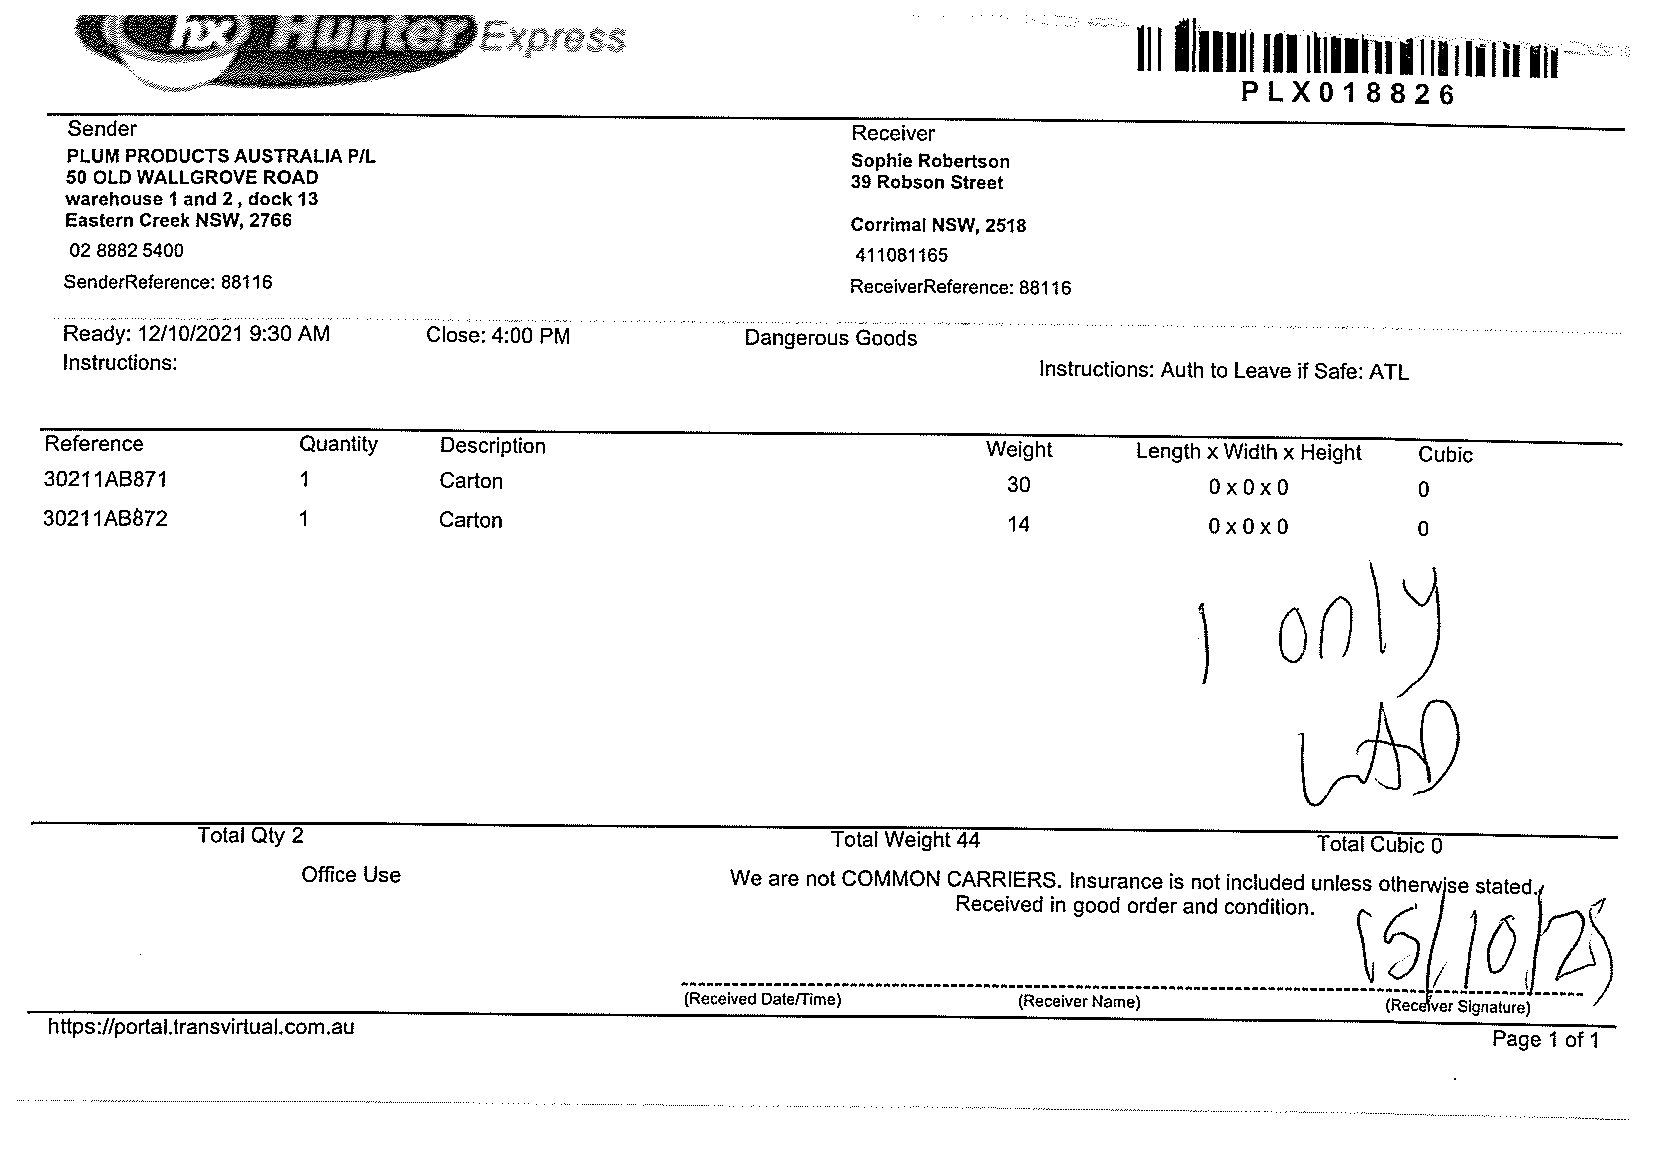 hx Hunter Express
PLX018826
Sender
PLUM PRODUCTS AUSTRALIA P/L
50 OLD WALLGROVE ROAD
warehouse 1 and 2 , dock 13
Eastern Creek NSW, 2766
02 8882 5400
SenderReference: 88116
Receiver
Sophie Robertson
39 Robson Street
Corrimal NSW, 2518
411081165
ReceiverReference: 88116
Ready: 12/10/2021 9:30 AM Close: 4:00 PM Dangerous Goods
Instructions:
Instructions: Auth to Leave if Safe: ATL
Reference Quantity Description Weight Length x Width x Height Cubic
30211AB871 1 Carton 30 0 x 0 x 0 0
30211AB872 1 Carton 14 0 x 0 x 0 0
1 only
LAD
Total Qty 2 Total Weight 44 Total Cubic 0
Office Use
We are not COMMON CARRIERS. Insurance is not included unless otherwise stated.
Received in good order and condition.
15/10/
(Received Date/Time) (Receiver Name) (Receiver Signature)
https://portal.transvirtual.com.au
Page 1 of 1